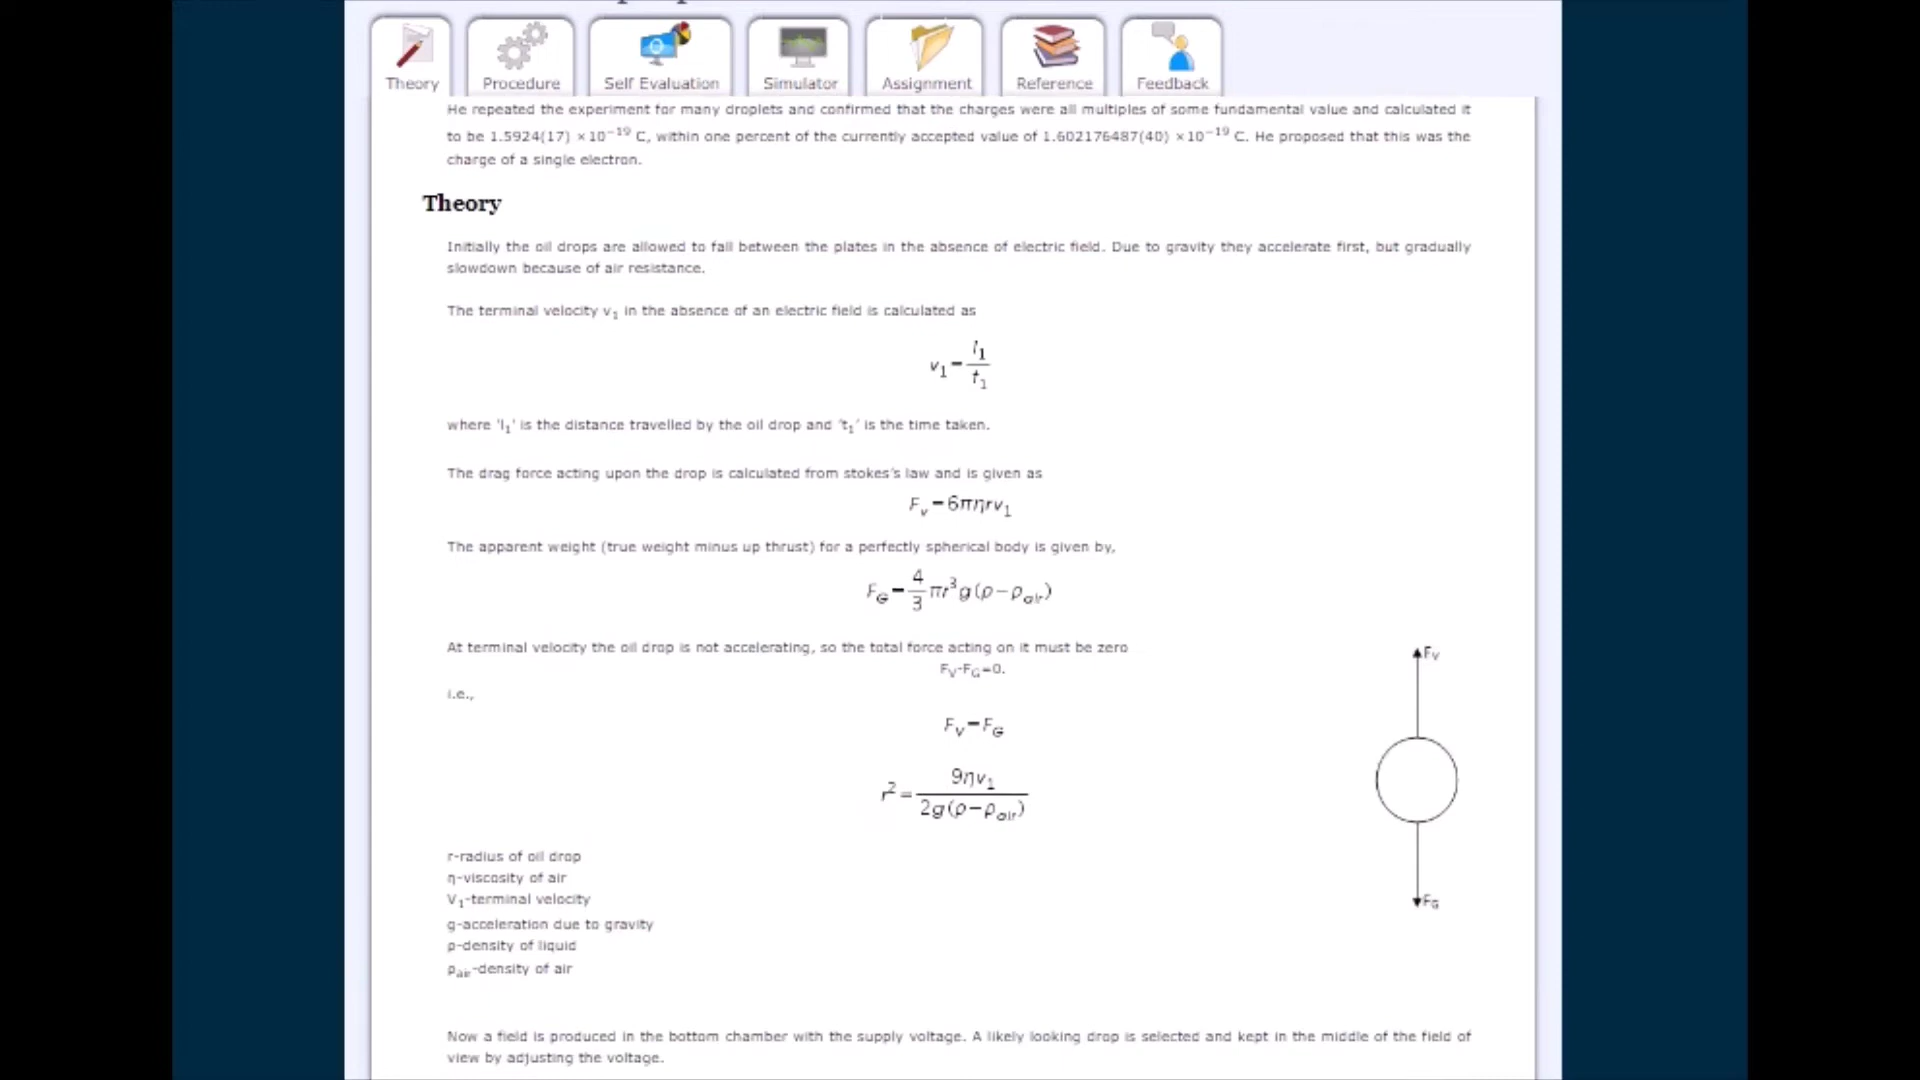 Theory Procedure Self Evaluation Simulator Assignment Reference Feedback
He repeated the experiment for many droplets and confirmed that the charges were all multiples of some fundamental value and calculated it
to be 1.5924(17) ×10⁻¹⁹ C, within one percent of the currently accepted value of 1.602176487(40) ×10⁻¹⁹ C. He proposed that this was the
charge of a single electron.
Theory
Initially the oil drops are allowed to fall between the plates in the absence of electric field. Due to gravity they accelerate first, but gradually
slowdown because of air resistance.
The terminal velocity v₁ in the absence of an electric field is calculated as
v₁ = l₁/t₁
where 'l₁' is the distance travelled by the oil drop and 't₁' is the time taken.
The drag force acting upon the drop is calculated from stokes's law and is given as
Fᵥ = 6πηrv₁
The apparent weight (true weight minus up thrust) for a perfectly spherical body is given by,
F_G = 4/3 πr³g(ρ−ρ_air)
At terminal velocity the oil drop is not accelerating, so the total force acting on it must be zero
F_V-F_G=0.
i.e.,
F_V = F_G
r² = 9ηv₁/2g(ρ−ρ_air)
F_V
F_G
r-radius of oil drop
η-viscosity of air
V₁-terminal velocity
g-acceleration due to gravity
ρ-density of liquid
ρ_air-density of air
Now a field is produced in the bottom chamber with the supply voltage. A likely looking drop is selected and kept in the middle of the field of
view by adjusting the voltage.